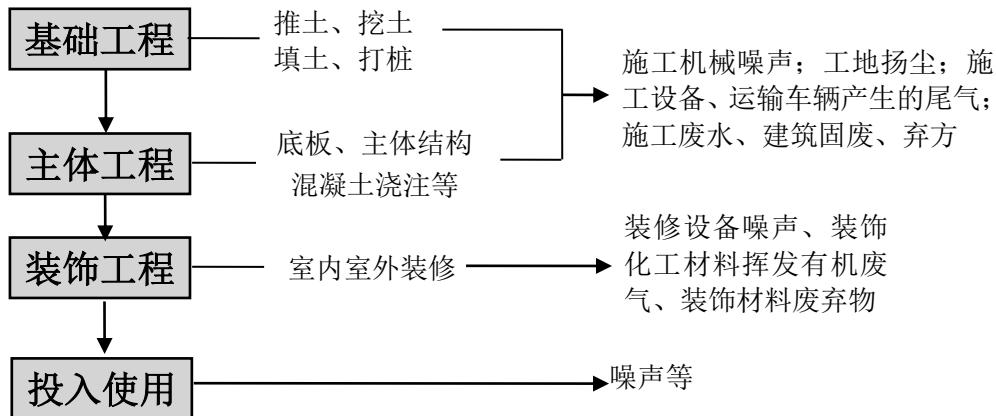 基础工程
推土、挖土
填土、打桩
施工机械噪声；工地扬尘；施
工设备、运输车辆产生的尾气；
施工废水、建筑固废、弃方
主体工程
底板、主体结构
混凝土浇注等
装饰工程
室内室外装修
装修设备噪声、装饰
化工材料挥发有机废
气、装饰材料废弃物
投入使用
噪声等